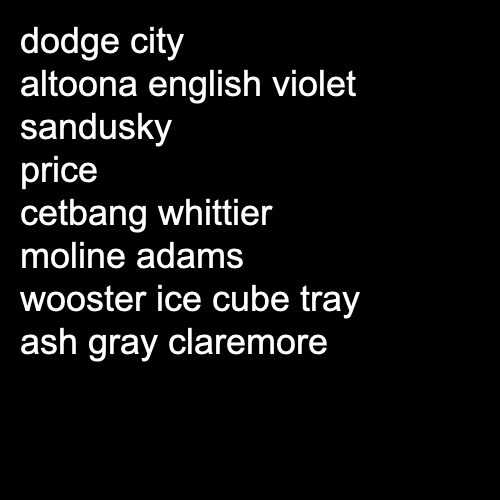 dodge city
altoona english violet
sandusky
price
cetbang whittier
moline adams
wooster ice cube tray
ash gray claremore